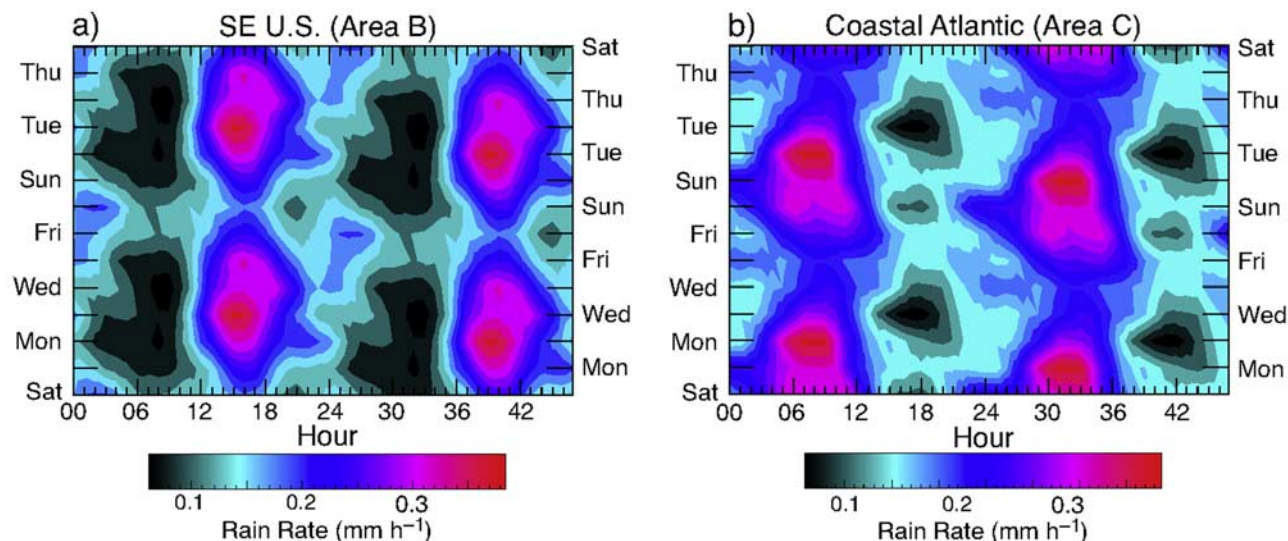 a) SE U.S. (Area B)
Thu
Tue
Sun
Fri
Wed
Mon
Sat
Sat
Thu
Tue
Sun
Fri
Wed
Mon
00 06 12 18 24 30 36 42
Hour
0.1 0.2 0.3
Rain Rate (mm h⁻¹)
b) Coastal Atlantic (Area C)
Thu
Tue
Sun
Fri
Wed
Mon
Sat
Sat
Thu
Tue
Sun
Fri
Wed
Mon
00 06 12 18 24 30 36 42
Hour
0.1 0.2 0.3
Rain Rate (mm h⁻¹)